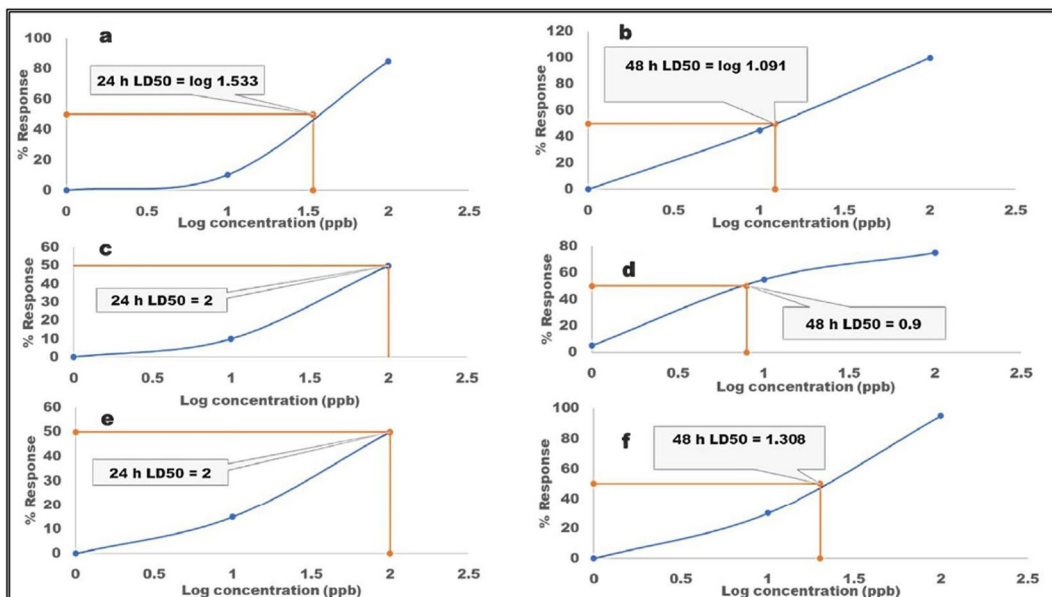 a
24 h LD50 = log 1.533
% Response
100
80
60
40
20
0
0 0.5 1 1.5 2 2.5
Log concentration (ppb)
b
48 h LD50 = log 1.091
% Response
120
100
80
60
40
20
0
0 0.5 1 1.5 2 2.5
Log concentration (ppb)
c
24 h LD50 = 2
% Response
60
50
40
30
20
10
0
0 0.5 1 1.5 2 2.5
Log concentration (ppb)
d
48 h LD50 = 0.9
% Response
80
60
40
20
0
0 0.5 1 1.5 2 2.5
Log concentration (ppb)
e
24 h LD50 = 2
% Response
60
50
40
30
20
10
0
0 0.5 1 1.5 2 2.5
Log concentration (ppb)
f
48 h LD50 = 1.308
% Response
100
80
60
40
20
0
0 0.5 1 1.5 2 2.5
Log concentration (ppb)